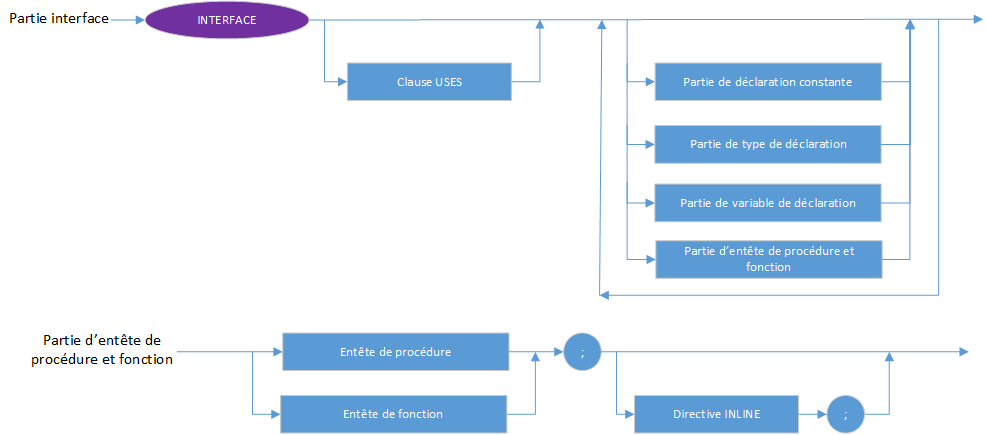 Partie interface
INTERFACE
Clause USES
Partie de déclaration constante
Partie de type de déclaration
Partie de variable de déclaration
Partie d’entête de procédure et
fonction
Partie d’entête de
procédure et fonction
Entête de procédure
;
Entête de fonction
Directive INLINE
;